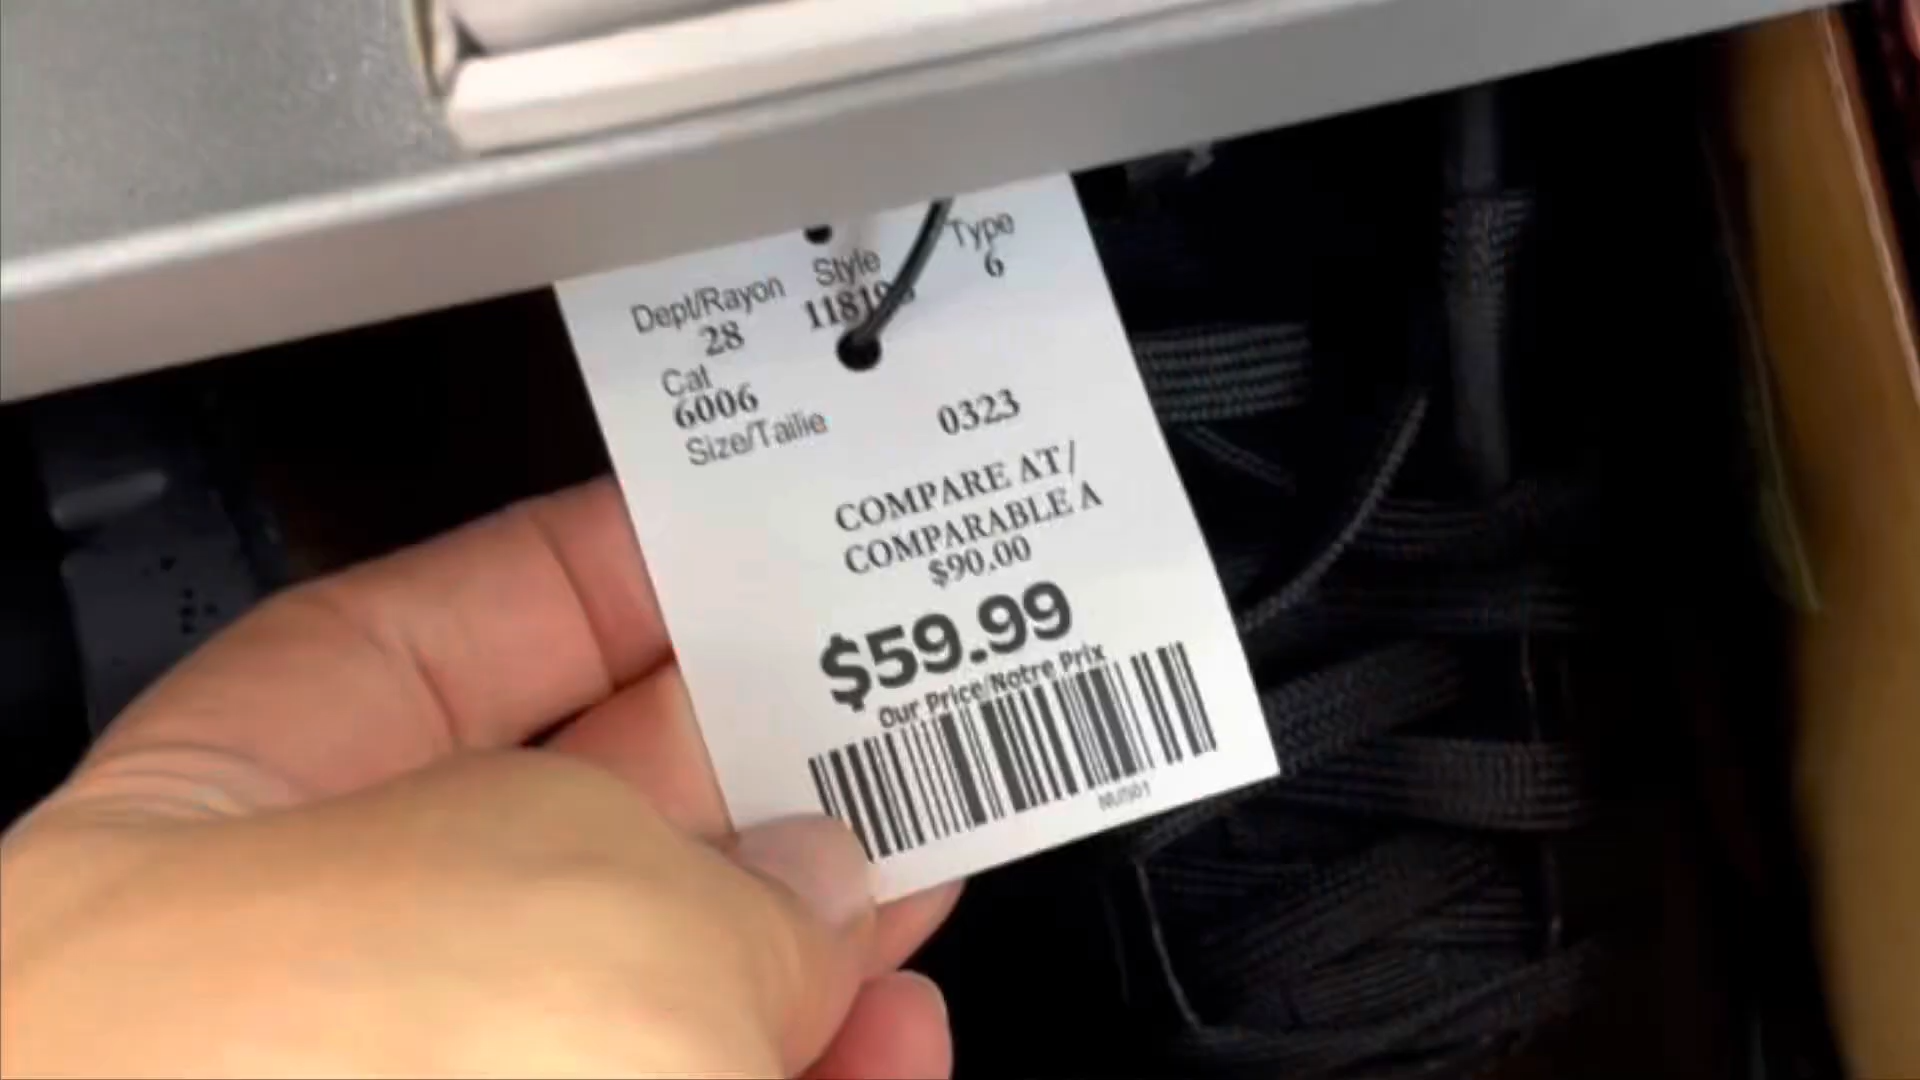 Dept/Rayon Style Type
28 6
Cat
6006
Size/Tailie 0323
COMPARE AT/
COMPARABLE A
$90.00
$59.99
Our Price/Notre Prix